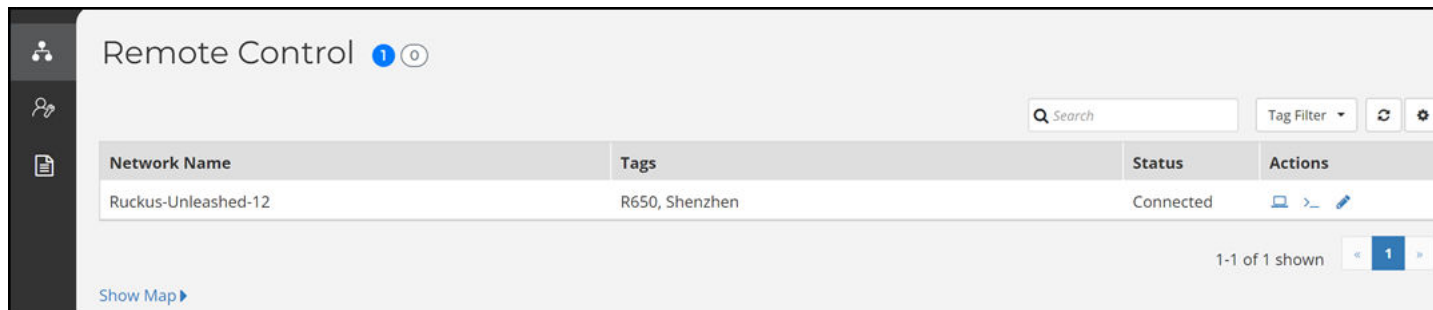 Remote Control 1 0
Search Tag Filter
Network Name Tags Status Actions
Ruckus-Unleashed-12 R650, Shenzhen Connected
1-1 of 1 shown « 1 »
Show Map